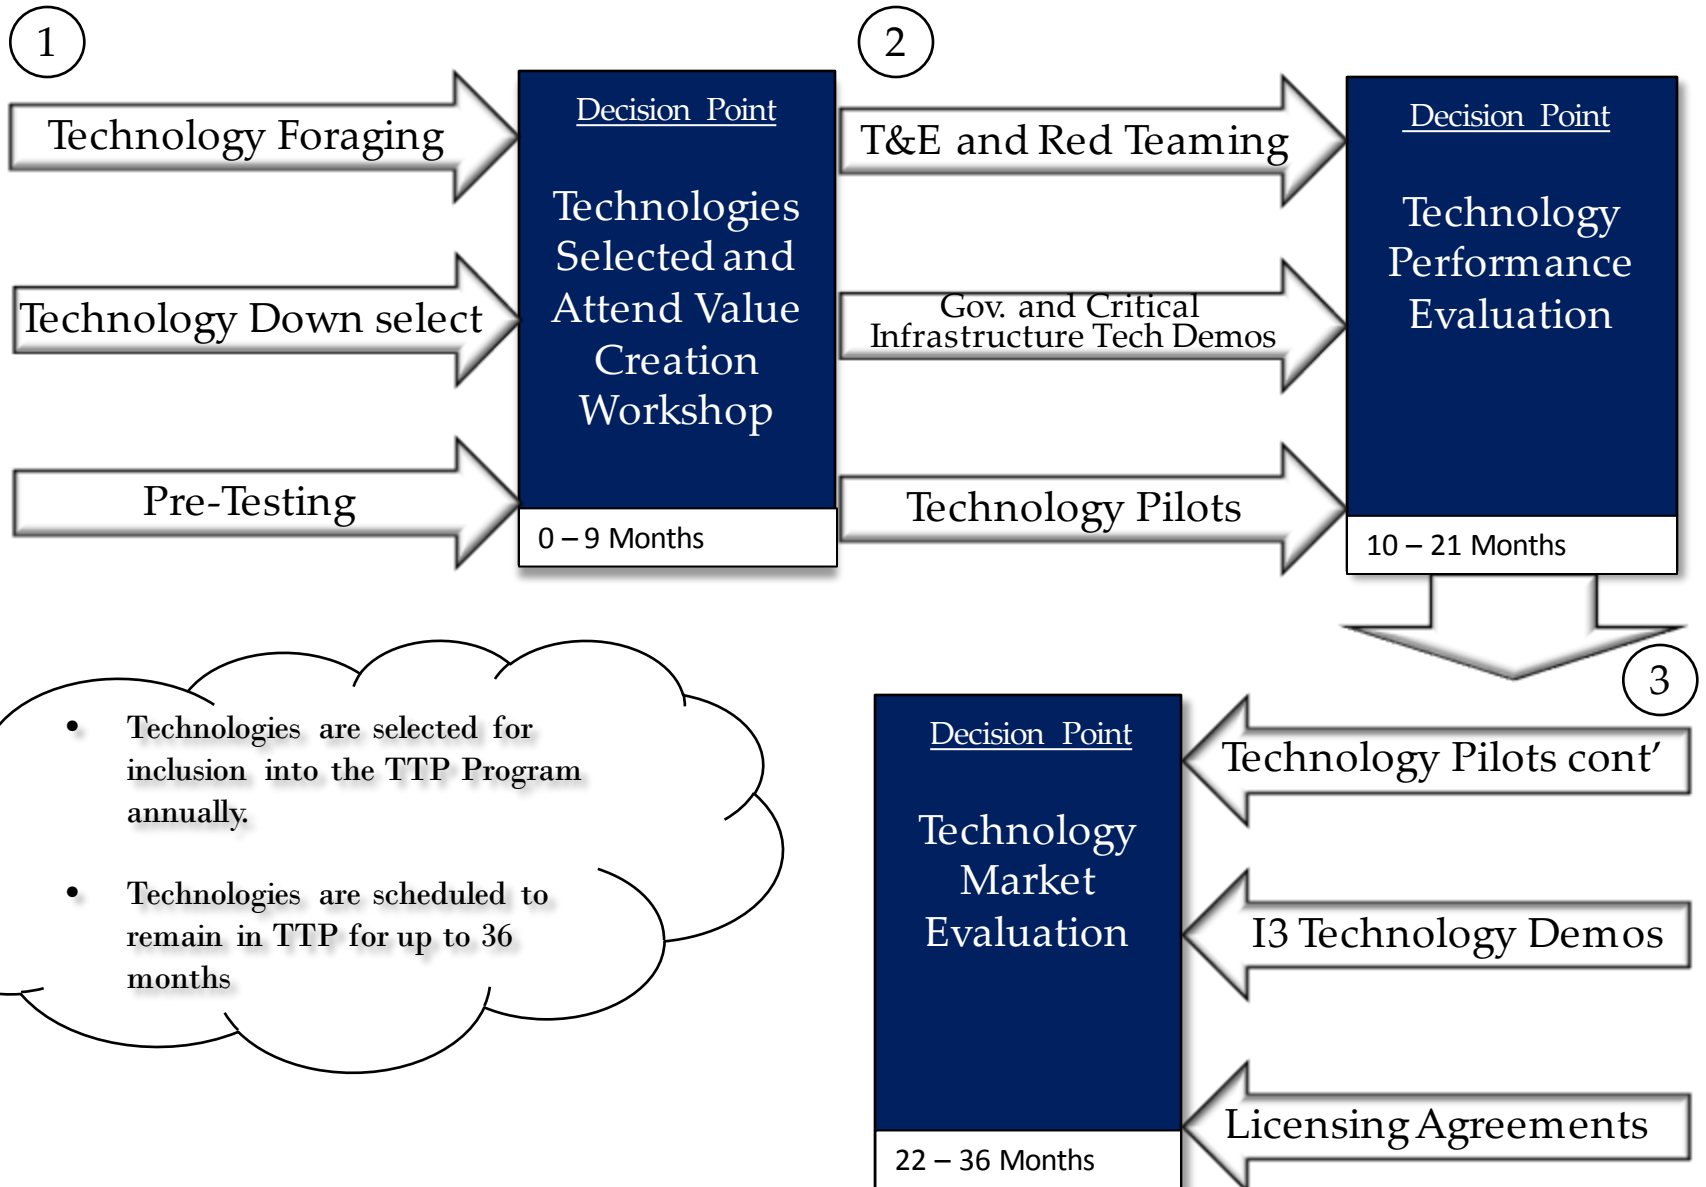 1
Technology Foraging
Technology Down select
Pre-Testing
Decision Point
Technologies
Selected and
Attend Value
Creation
Workshop
0 – 9 Months
2
T&E and Red Teaming
Gov. and Critical
Infrastructure Tech Demos
Technology Pilots
Decision Point
Technology
Performance
Evaluation
10 – 21 Months
3
Technology Pilots cont’
I3 Technology Demos
Licensing Agreements
Decision Point
Technology
Market
Evaluation
22 – 36 Months
• Technologies are selected for
inclusion into the TTP Program
annually.
• Technologies are scheduled to
remain in TTP for up to 36
months